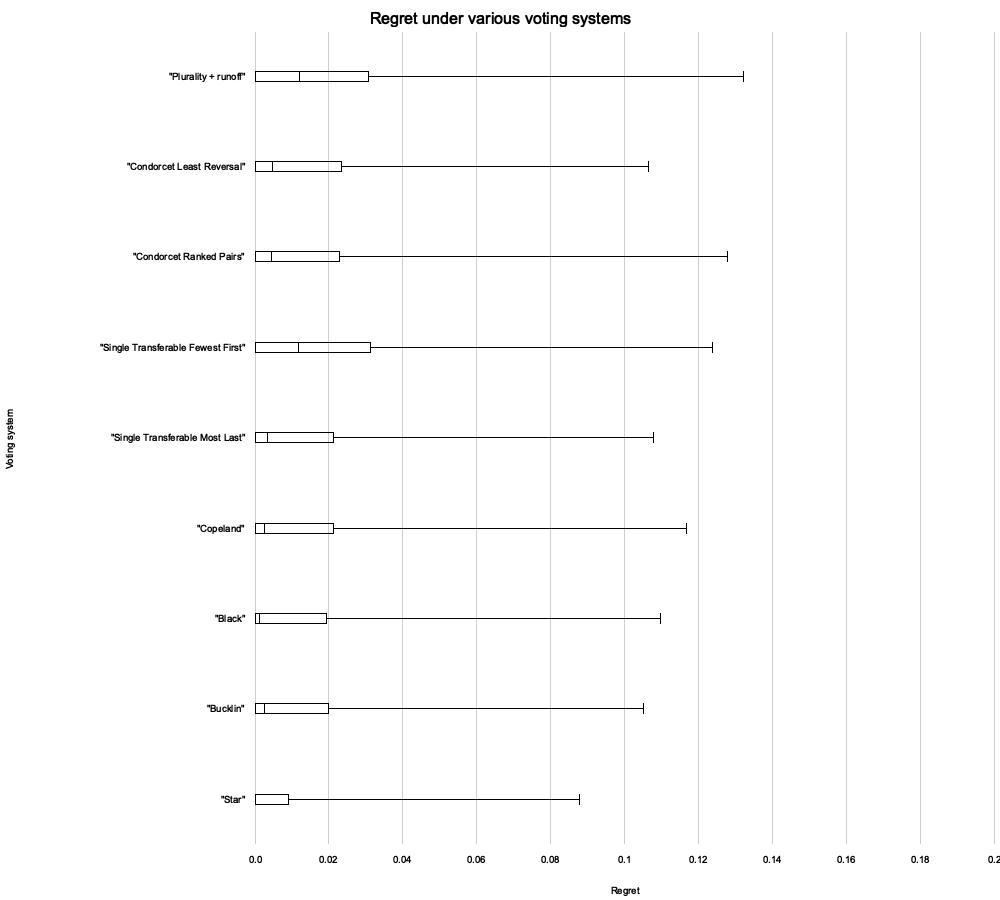 Regret under various voting systems
"Plurality + runoff"
"Condorcet Least Reversal"
"Condorcet Ranked Pairs"
"Single Transferable Fewest First"
"Single Transferable Most Last"
"Copeland"
"Black"
"Bucklin"
"Star"
Voting system
0.0 0.02 0.04 0.06 0.08 0.1 0.12 0.14 0.16 0.18 0.2
Regret